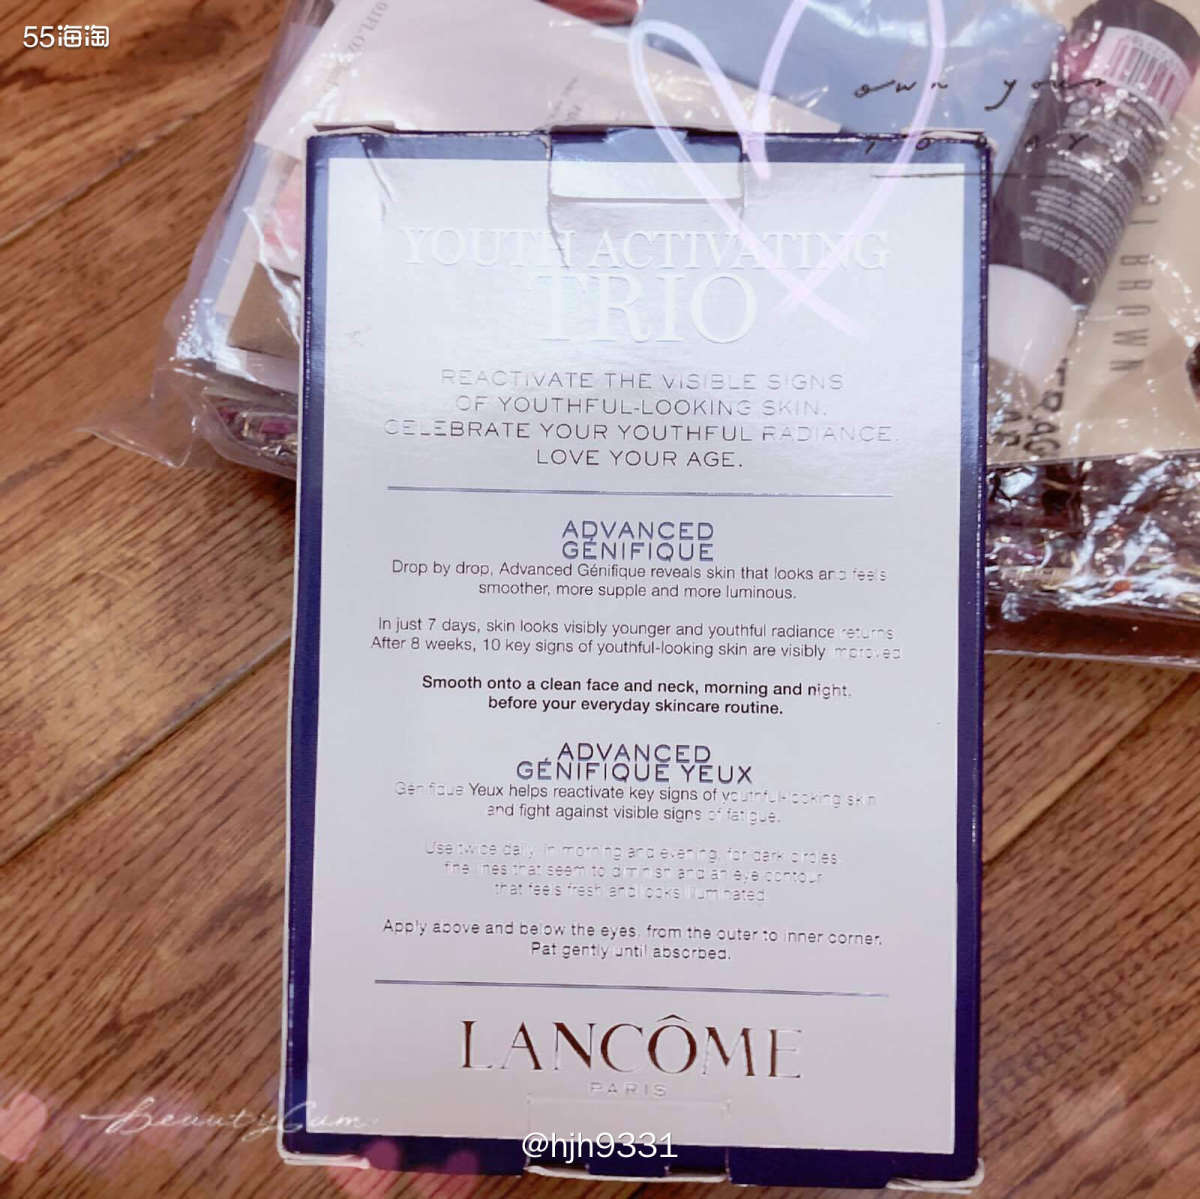 55海淘
own your
YOUTH ACTIVATING
TRIO
REACTIVATE THE VISIBLE SIGNS
OF YOUTHFUL-LOOKING SKIN.
CELEBRATE YOUR YOUTHFUL RADIANCE.
LOVE YOUR AGE.
ADVANCED
GÉNIFIQUE
Drop by drop, Advanced Génifique reveals skin that looks and feels
smoother, more supple and more luminous.
In just 7 days, skin looks visibly younger and youthful radiance returns
After 8 weeks, 10 key signs of youthful-looking skin are visibly improved
Smooth onto a clean face and neck, morning and night,
before your everyday skincare routine.
ADVANCED
GÉNIFIQUE YEUX
Génifique Yeux helps reactivate key signs of youthful-looking skin
and fight against visible signs of fatigue.
Use twice daily, in morning and evening, for dark circles,
fine lines that seem to diminish and an eye contour
that feels fresh and looks illuminated.
Apply above and below the eyes, from the outer to inner corner.
Pat gently until absorbed.
LANCÔME
PARIS
BROWN
BeautyCam
@hjh9331